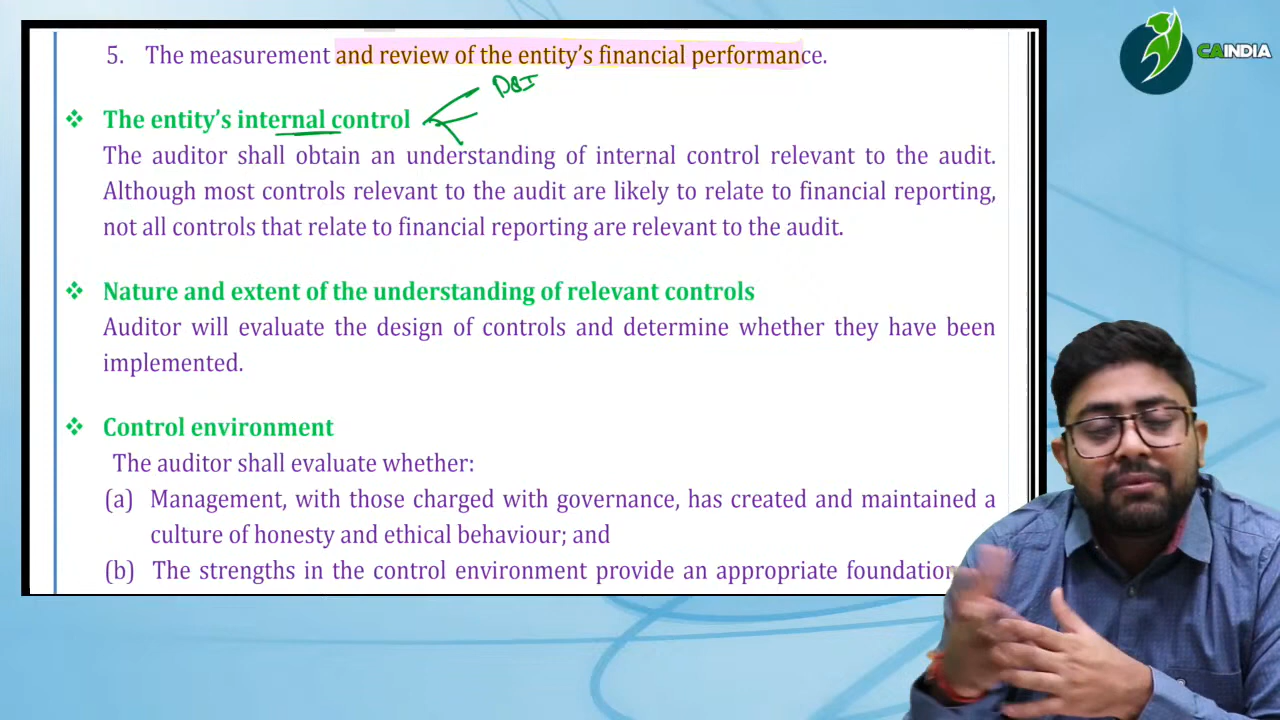 5. The measurement and review of the entity's financial performance.
D&I
❖ The entity's internal control
The auditor shall obtain an understanding of internal control relevant to the audit.
Although most controls relevant to the audit are likely to relate to financial reporting,
not all controls that relate to financial reporting are relevant to the audit.
❖ Nature and extent of the understanding of relevant controls
Auditor will evaluate the design of controls and determine whether they have been
implemented.
❖ Control environment
The auditor shall evaluate whether:
(a) Management, with those charged with governance, has created and maintained a
culture of honesty and ethical behaviour; and
(b) The strengths in the control environment provide an appropriate foundation
CAINDIA